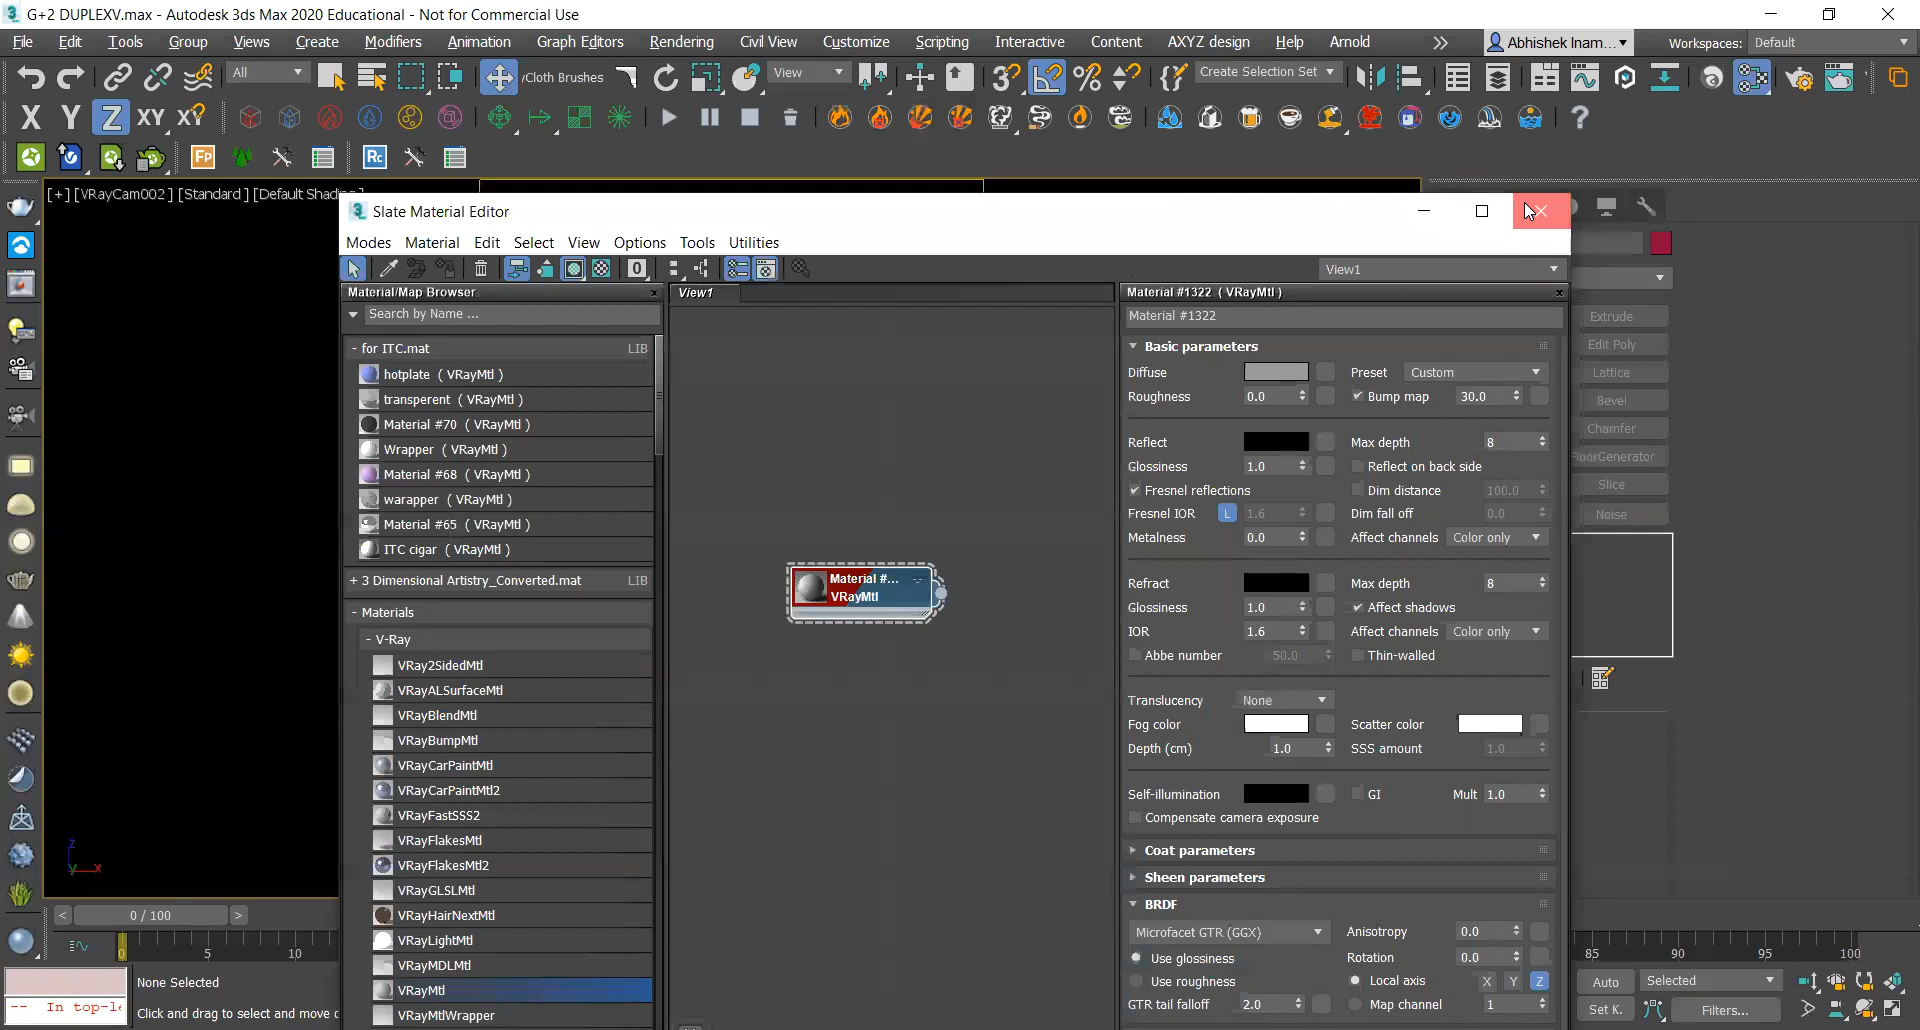 G+2 DUPLEXV.max - Autodesk 3ds Max 2020 Educational - Not for Commercial Use
File Edit Tools Group Views Create Modifiers Animation Graph Editors Rendering Civil View Customize Scripting Interactive Content AXYZ design Help Arnold Abhishek Inam... Workspaces: Default
All /Cloth Brushes View Create Selection Set
X Y Z XY XY
[+] [VRayCam002 ] [Standard ] [Default Shading ]
Slate Material Editor
Modes Material Edit Select View Options Tools Utilities
View1
Material/Map Browser
Search by Name ...
- for ITC.mat LIB
hotplate ( VRayMtl )
transperent ( VRayMtl )
Material #70 ( VRayMtl )
Wrapper ( VRayMtl )
Material #68 ( VRayMtl )
warapper ( VRayMtl )
Material #65 ( VRayMtl )
ITC cigar ( VRayMtl )
+ 3 Dimensional Artistry_Converted.mat LIB
- Materials
- V-Ray
VRay2SidedMtl
VRayALSurfaceMtl
VRayBlendMtl
VRayBumpMtl
VRayCarPaintMtl
VRayCarPaintMtl2
VRayFastSSS2
VRayFlakesMtl
VRayFlakesMtl2
VRayGLSLMtl
VRayHairNextMtl
VRayLightMtl
VRayMDLMtl
VRayMtl
VRayMtlWrapper
View1
Material #...
VRayMtl
Material #1322 ( VRayMtl )
Material #1322
Basic parameters
Diffuse Preset Custom
Roughness 0.0 Bump map 30.0
Reflect Max depth 8
Glossiness 1.0 Reflect on back side
Fresnel reflections Dim distance 100.0
Fresnel IOR L 1.6 Dim fall off 0.0
Metalness 0.0 Affect channels Color only
Refract Max depth 8
Glossiness 1.0 Affect shadows
IOR 1.6 Affect channels Color only
Abbe number 50.0 Thin-walled
Translucency None
Fog color Scatter color
Depth (cm) 1.0 SSS amount 1.0
Self-illumination GI Mult 1.0
Compensate camera exposure
Coat parameters
Sheen parameters
BRDF
Microfacet GTR (GGX) Anisotropy 0.0
Use glossiness Rotation 0.0
Use roughness Local axis X Y Z
GTR tail falloff 2.0 Map channel 1
Extrude
Edit Poly
Lattice
Bevel
Chamfer
FloorGenerator
Slice
Noise
z
y x
< 0 / 100 >
0 5 10 85 90 95 100
None Selected
-- In top-le
Click and drag to select and move o
Auto Selected
Set K. Filters...